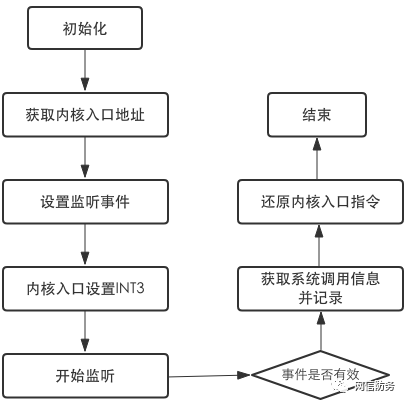 初始化
获取内核入口地址
设置监听事件
内核入口设置INT3
开始监听
事件是否有效
获取系统调用信息
并记录
还原内核入口指令
结束
网信防务